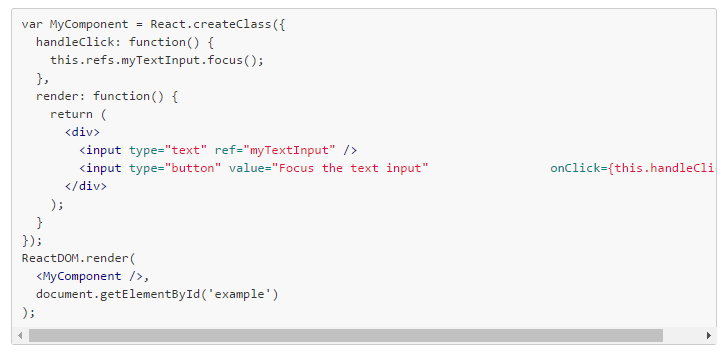 var MyComponent = React.createClass({
  handleClick: function() {
    this.refs.myTextInput.focus();
  },
  render: function() {
    return (
      <div>
        <input type="text" ref="myTextInput" />
        <input type="button" value="Focus the text input"                 onClick={this.handleCli
      </div>
    );
  }
});
ReactDOM.render(
  <MyComponent />,
  document.getElementById('example')
);